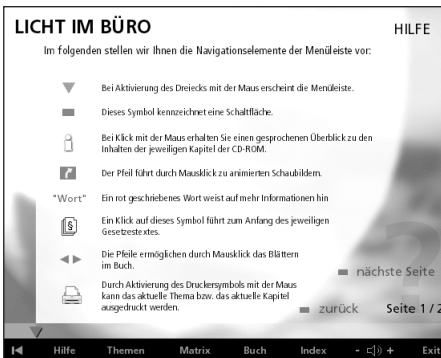 LICHT IM BÜRO
HILFE
Im folgenden stellen wir Ihnen die Navigationselemente der Menüleiste vor:
Bei Aktivierung des Dreiecks mit der Maus erscheint die Menüleiste.
Dieses Symbol kennzeichnet eine Schaltfläche.
Bei Klick mit der Maus erhalten Sie einen gesprochenen Überblick zu den
Inhalten der jeweiligen Kapitel der CD-ROM.
Der Pfeil führt durch Mausklick zu animierten Schaubildern.
"Wort" Ein rot geschriebenes Wort weist auf mehr Informationen hin
§ Ein Klick auf dieses Symbol führt zum Anfang des jeweiligen
Gesetzestextes.
Die Pfeile ermöglichen durch Mausklick das Blättern
im Buch.
Durch Aktivierung des Druckersymbols mit der Maus
kann das aktuelle Thema bzw. das aktuelle Kapitel
ausgedruckt werden.
nächste Seite
zurück Seite 1 / 2
Hilfe Themen Matrix Buch Index - + Exit